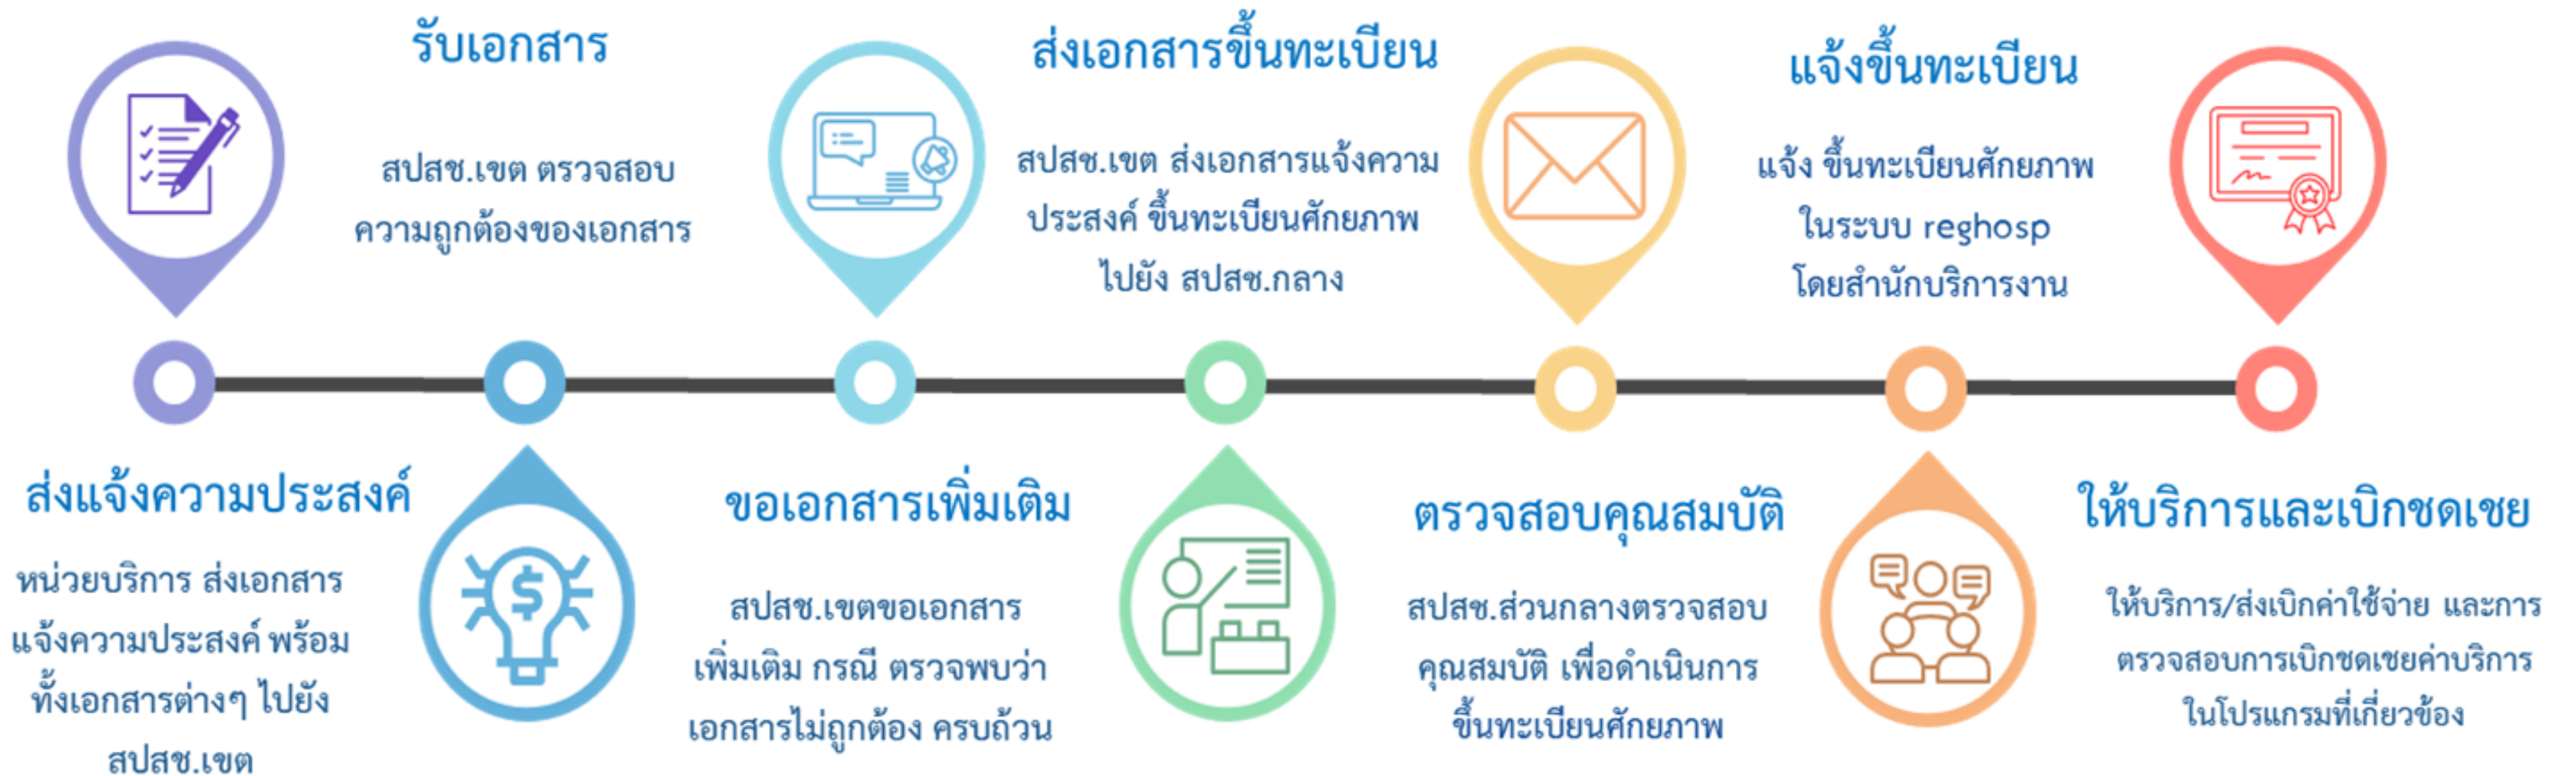 ส่งแจ้งความประสงค์
หน่วยบริการ ส่งเอกสาร
แจ้งความประสงค์ พร้อม
ทั้งเอกสารต่างๆ ไปยัง
สปสช.เขต
รับเอกสาร
สปสช.เขต ตรวจสอบ
ความถูกต้องของเอกสาร
ขอเอกสารเพิ่มเติม
สปสช.เขตขอเอกสาร
เพิ่มเติม กรณี ตรวจพบว่า
เอกสารไม่ถูกต้อง ครบถ้วน
ส่งเอกสารขึ้นทะเบียน
สปสช.เขต ส่งเอกสารแจ้งความ
ประสงค์ ขึ้นทะเบียนศักยภาพ
ไปยัง สปสช.กลาง
ตรวจสอบคุณสมบัติ
สปสช.ส่วนกลางตรวจสอบ
คุณสมบัติ เพื่อดำเนินการ
ขึ้นทะเบียนศักยภาพ
แจ้งขึ้นทะเบียน
แจ้ง ขึ้นทะเบียนศักยภาพ
ในระบบ reghosp
โดยสำนักบริการงาน
ให้บริการและเบิกชดเชย
ให้บริการ/ส่งเบิกค่าใช้จ่าย และการ
ตรวจสอบการเบิกชดเชยค่าบริการ
ในโปรแกรมที่เกี่ยวข้อง